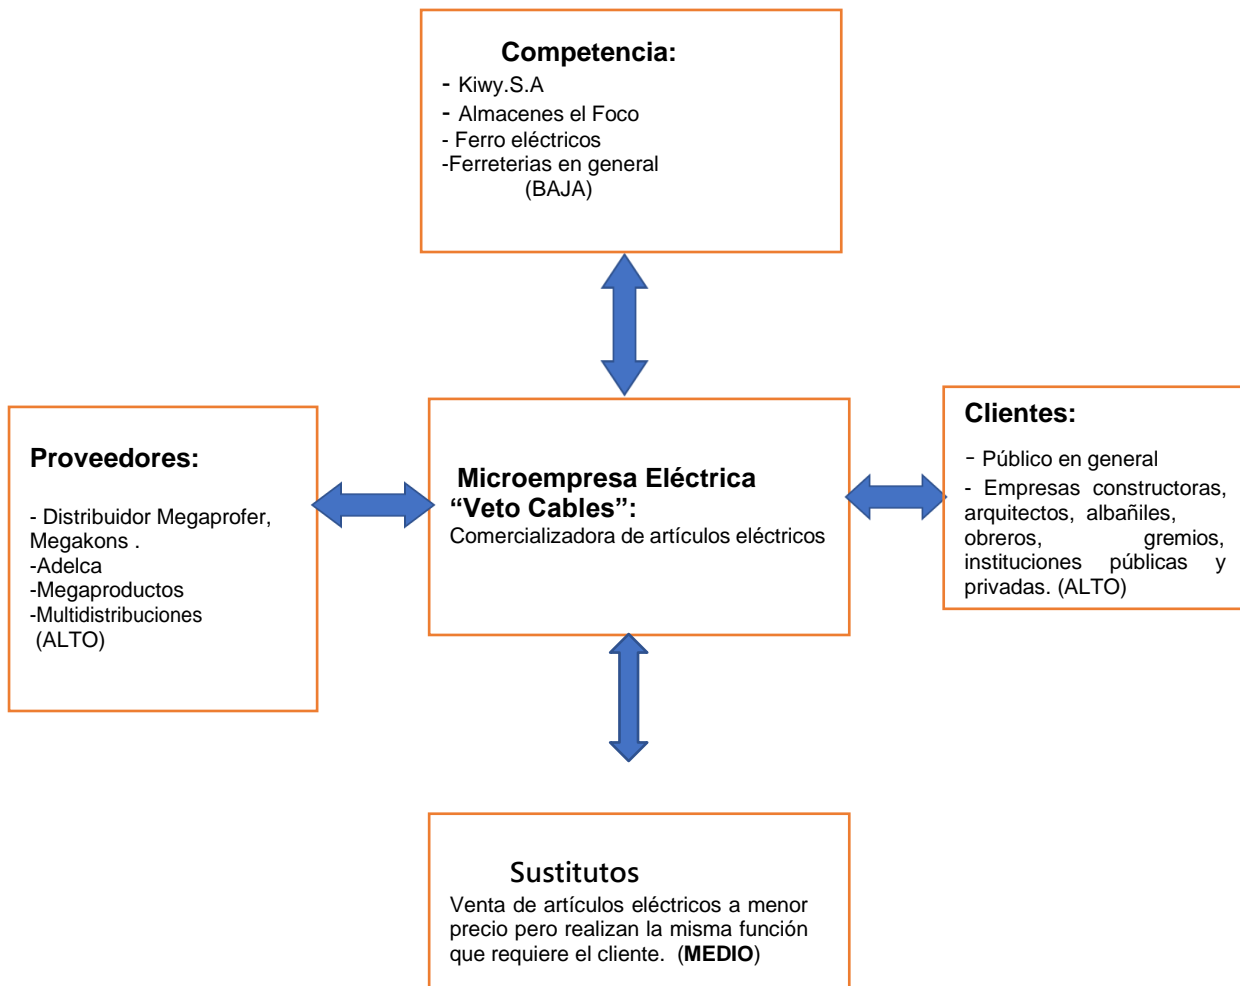 Competencia:
- Kiwy.S.A
- Almacenes el Foco
- Ferro eléctricos
-Ferreterias en general
(BAJA)
Proveedores:
- Distribuidor Megaprofer,
Megakons .
-Adelca
-Megaproductos
-Multidistribuciones
(ALTO)
Microempresa Eléctrica
“Veto Cables”:
Comercializadora de artículos eléctricos
Clientes:
- Público en general
- Empresas constructoras,
arquitectos, albañiles,
obreros, gremios,
instituciones públicas y
privadas. (ALTO)
Sustitutos
Venta de artículos eléctricos a menor
precio pero realizan la misma función
que requiere el cliente. (MEDIO)